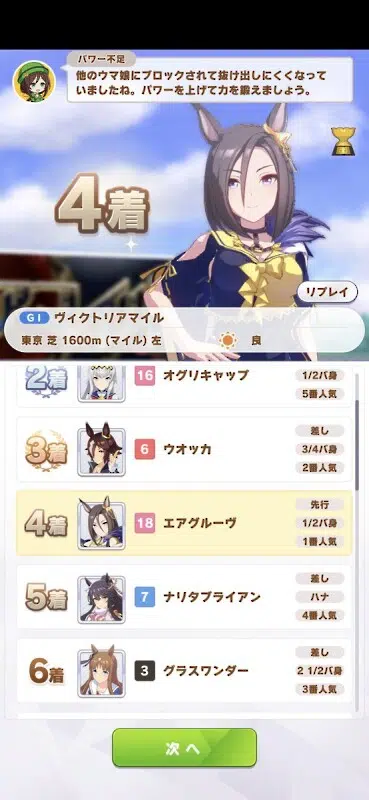 パワー不足
他のウマ娘にブロックされて抜け出しにくくなって
いましたね。パワーを上げて力を鍛えましょう。
4着
リプレイ
GⅠ ヴィクトリアマイル
東京 芝 1600m (マイル) 左 良
2着 16 オグリキャップ 1/2バ身
5番人気
差し
3着 6 ウオッカ 3/4バ身
2番人気
先行
4着 18 エアグルーヴ 1/2バ身
1番人気
差し
5着 7 ナリタブライアン ハナ
4番人気
差し
6着 3 グラスワンダー 2 1/2バ身
3番人気
次へ